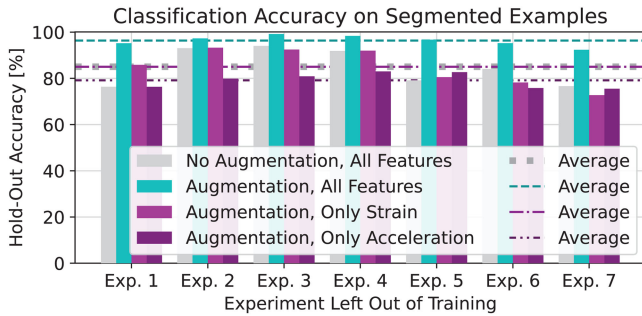 Classification Accuracy on Segmented Examples
Hold-Out Accuracy [%]
100
80
60
40
20
0
No Augmentation, All Features
Augmentation, All Features
Augmentation, Only Strain
Augmentation, Only Acceleration
Average
Average
Average
Average
Exp. 1 Exp. 2 Exp. 3 Exp. 4 Exp. 5 Exp. 6 Exp. 7
Experiment Left Out of Training